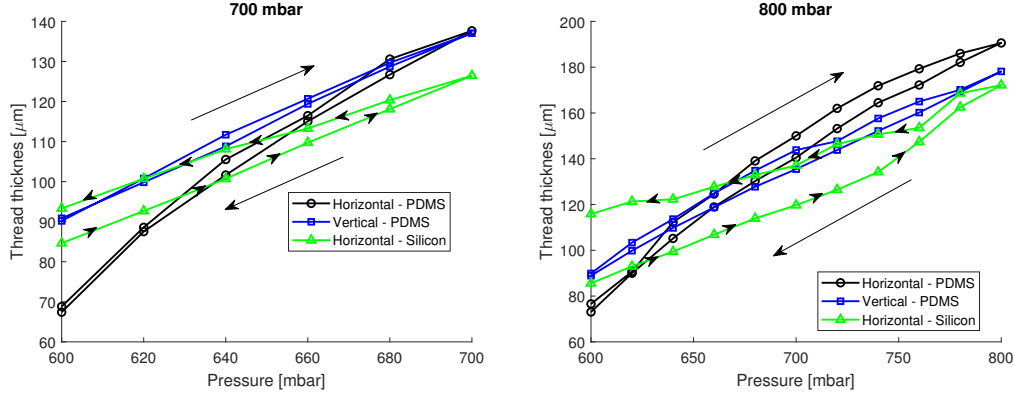 700 mbar
Thread thicknes [μm]
140
130
120
110
100
90
80
70
60
600
620
640
660
680
700
Pressure [mbar]
Horizontal - PDMS
Vertical - PDMS
Horizontal - Silicon
800 mbar
Thread thicknes [μm]
200
180
160
140
120
100
80
60
600
650
700
750
800
Pressure [mbar]
Horizontal - PDMS
Vertical - PDMS
Horizontal - Silicon